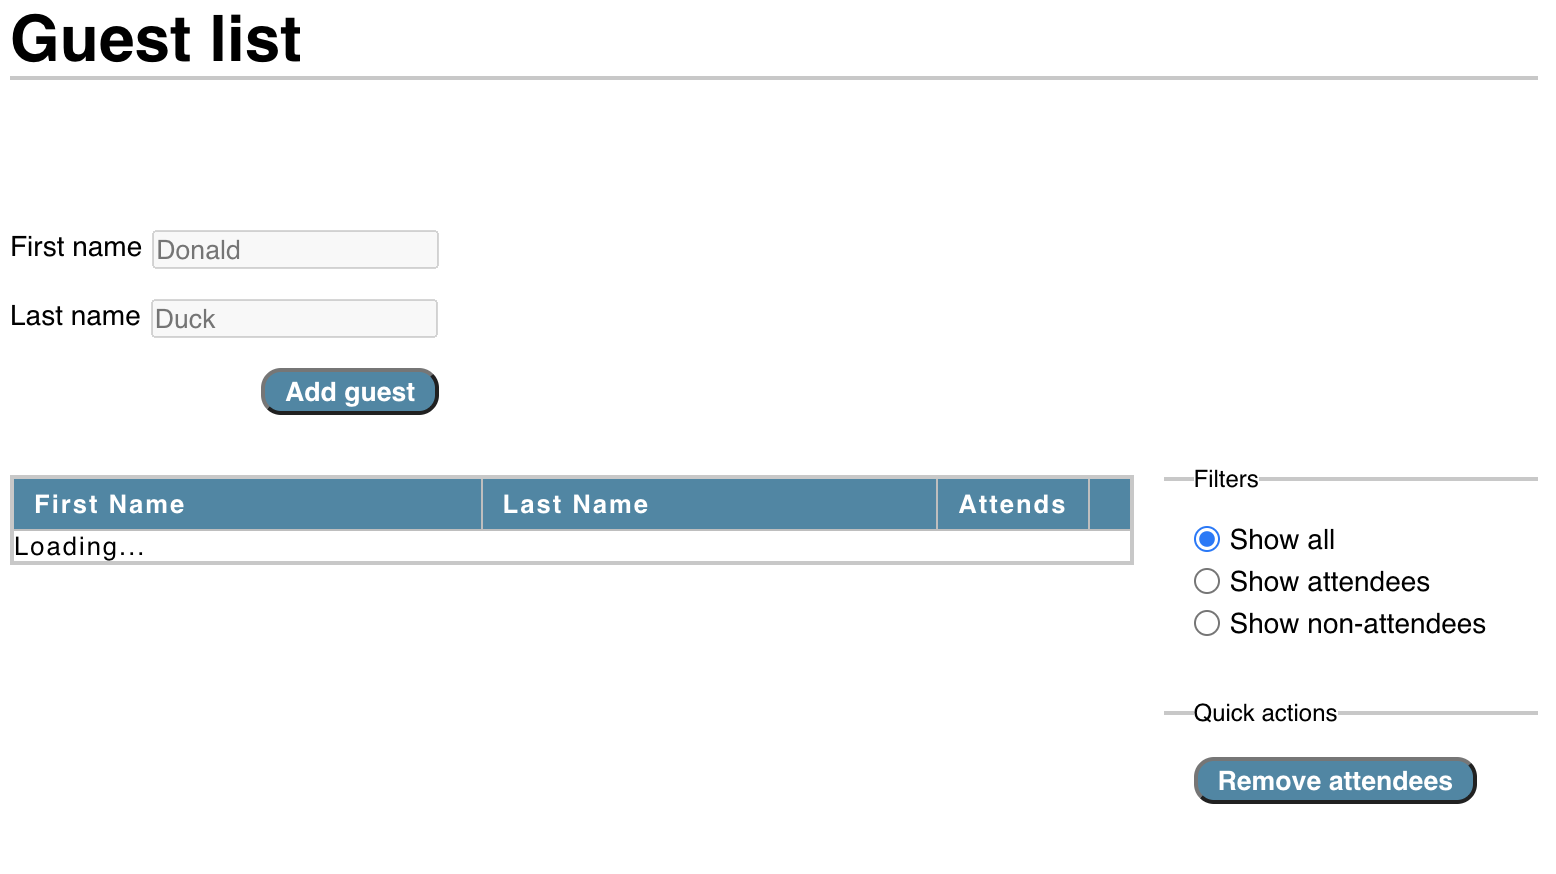 Guest list
First name Donald
Last name Duck
Add guest
First Name Last Name Attends
Loading...
Filters
Show all
Show attendees
Show non-attendees
Quick actions
Remove attendees